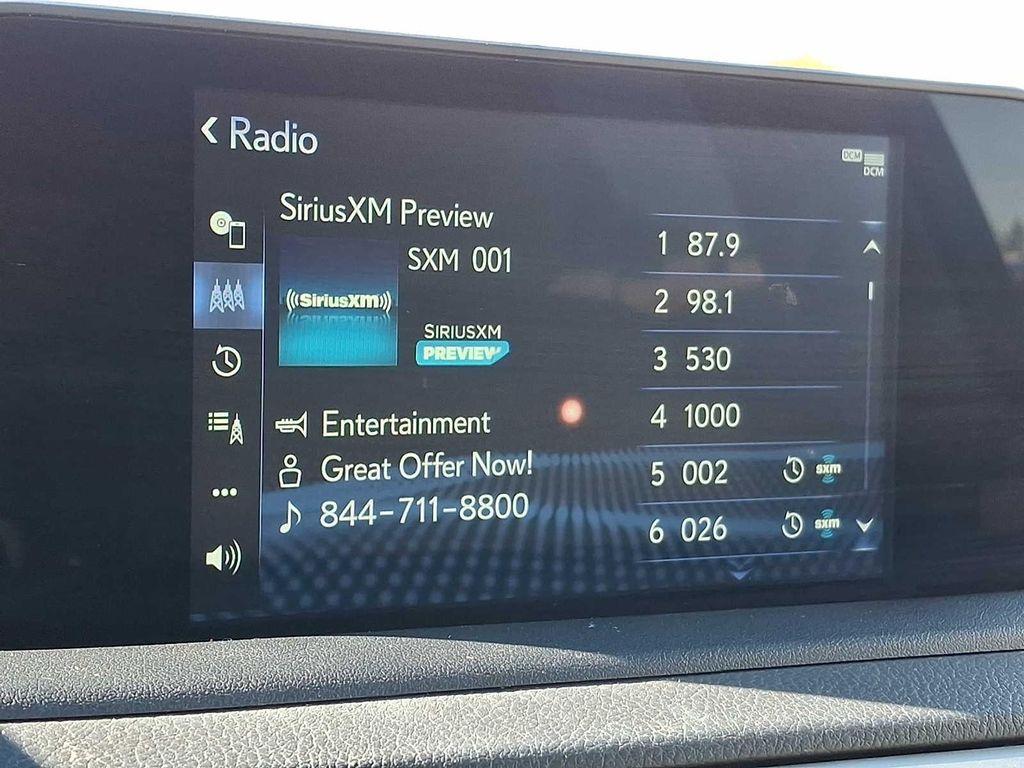 Radio
DCM
DCM
SiriusXM Preview
SXM 001
((SiriusXM))
SIRIUSXM
PREVIEW
Entertainment
Great Offer Now!
844-711-8800
1 87.9
2 98.1
3 530
4 1000
5 002 sxm
6 026 sxm